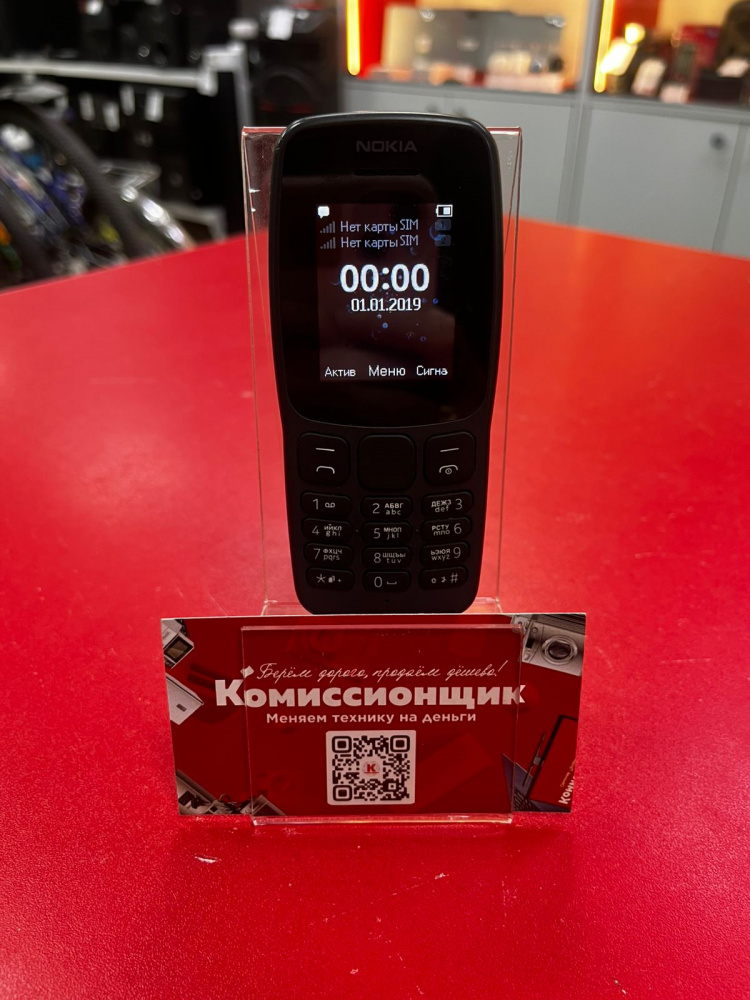 NOKIA
Нет карты SIM
Нет карты SIM
00:00
01.01.2019
Актив Меню Сигна
1 2 АБВГ abc ДЕЖЗ def 3
4 ИЙКЛ ghi 5 МНОП jkl РСТУ mno 6
7 ФХЦЧ pqrs 8 ШЩЪЫ tuv ЬЭЮЯ wxyz 9
* 0 #
Берём дорого, продаём дёшево!
Комиссионщик
Меняем технику на деньги
К